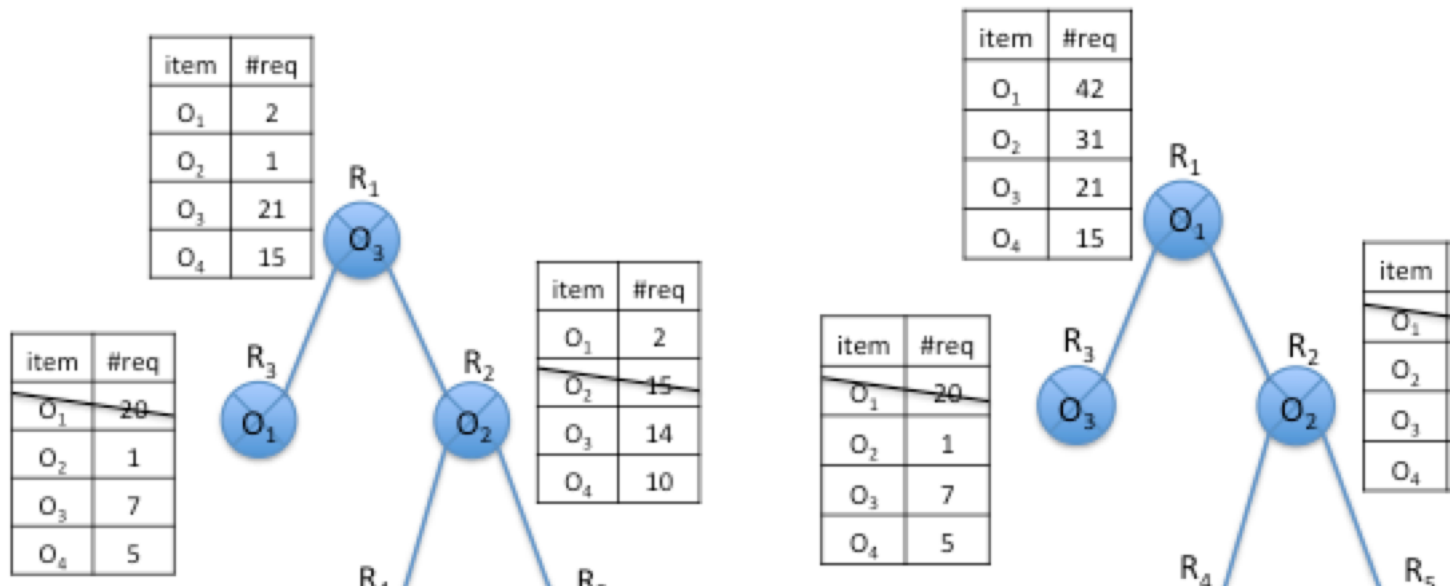 item #req
O₁ 2
O₂ 1
O₃ 21
O₄ 15
R₁
O₃
item #req
O₁ 20
O₂ 1
O₃ 7
O₄ 5
R₃
O₁
R₂
O₂
item #req
O₁ 2
O₂ 15
O₃ 14
O₄ 10
R₄
item #req
O₁ 42
O₂ 31
O₃ 21
O₄ 15
R₁
O₁
item #req
O₁ 20
O₂ 1
O₃ 7
O₄ 5
R₃
O₃
R₂
O₂
item
O₁
O₂
O₃
O₄
R₄
R₅